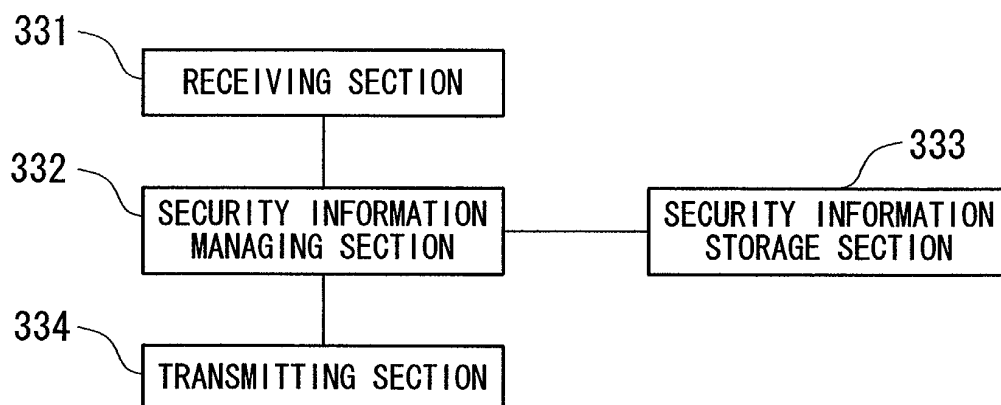 331
RECEIVING SECTION
332
SECURITY INFORMATION
MANAGING SECTION
333
SECURITY INFORMATION
STORAGE SECTION
334
TRANSMITTING SECTION